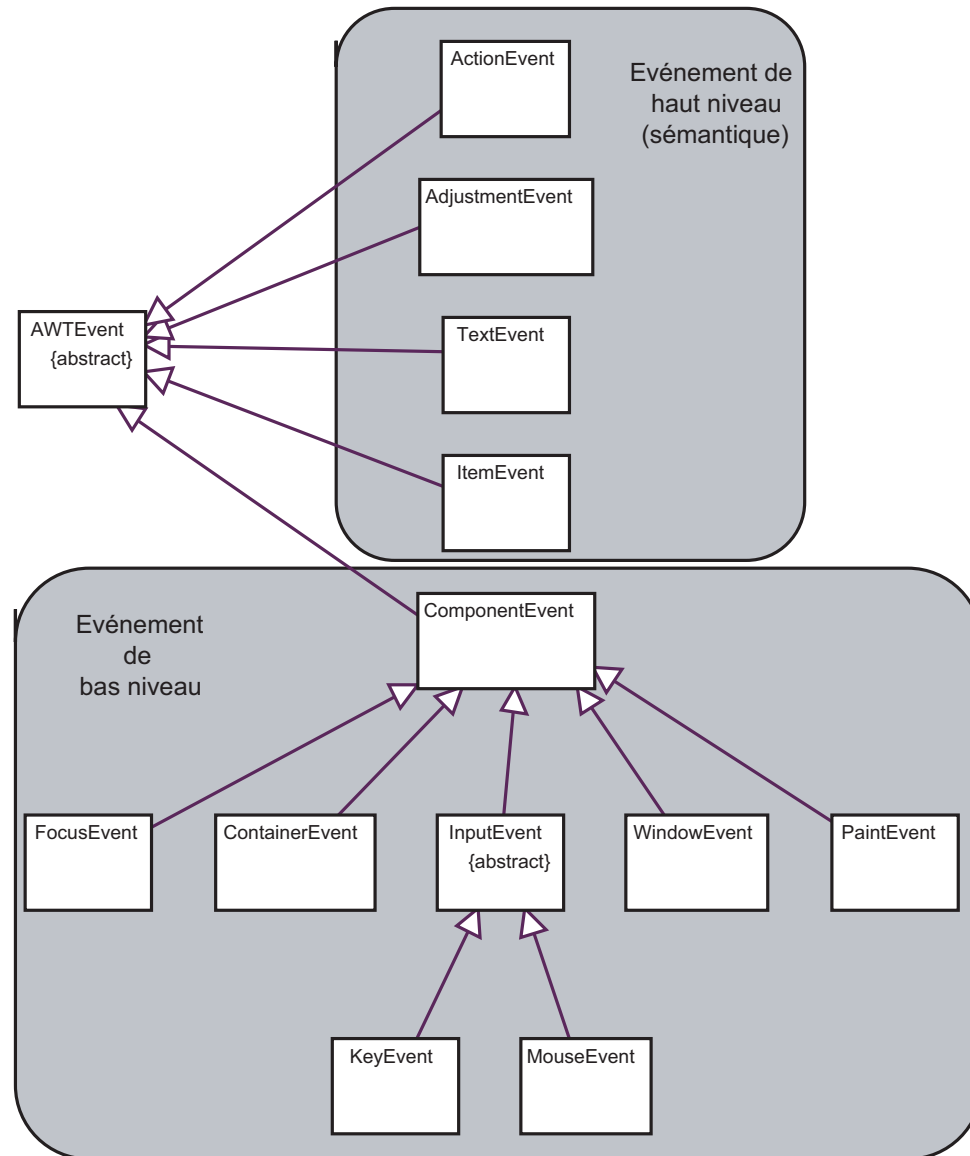 ActionEvent
Evénement de
haut niveau
(sémantique)
AdjustmentEvent
AWTEvent
{abstract}
TextEvent
ItemEvent
Evénement
de
bas niveau
ComponentEvent
FocusEvent
ContainerEvent
InputEvent
{abstract}
WindowEvent
PaintEvent
KeyEvent
MouseEvent